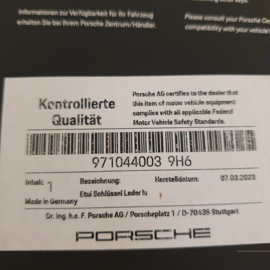 Informationen zur Verfügbarkeit für Ihr Fahrzeug
erhalten Sie bei Ihrem Porsche Zentrum/Händler.
Please consult your Porsche Cen
compatibility with your vehicle
Kontrollierte
Qualität
Porsche AG certifies to the dealer that
this item of motor vehicle equipment
complies with all applicable Federal
Motor Vehicle Safety Standards.
971044003 9H6
Inhalt: 1 Bezeichnung: Herstelldatum: 07.03.2023
Etui Schlüssel Leder
Made in Germany
Dr. Ing. h.c. F. Porsche AG / Porscheplatz 1 / D-70435 Stuttgart
PORSCHE